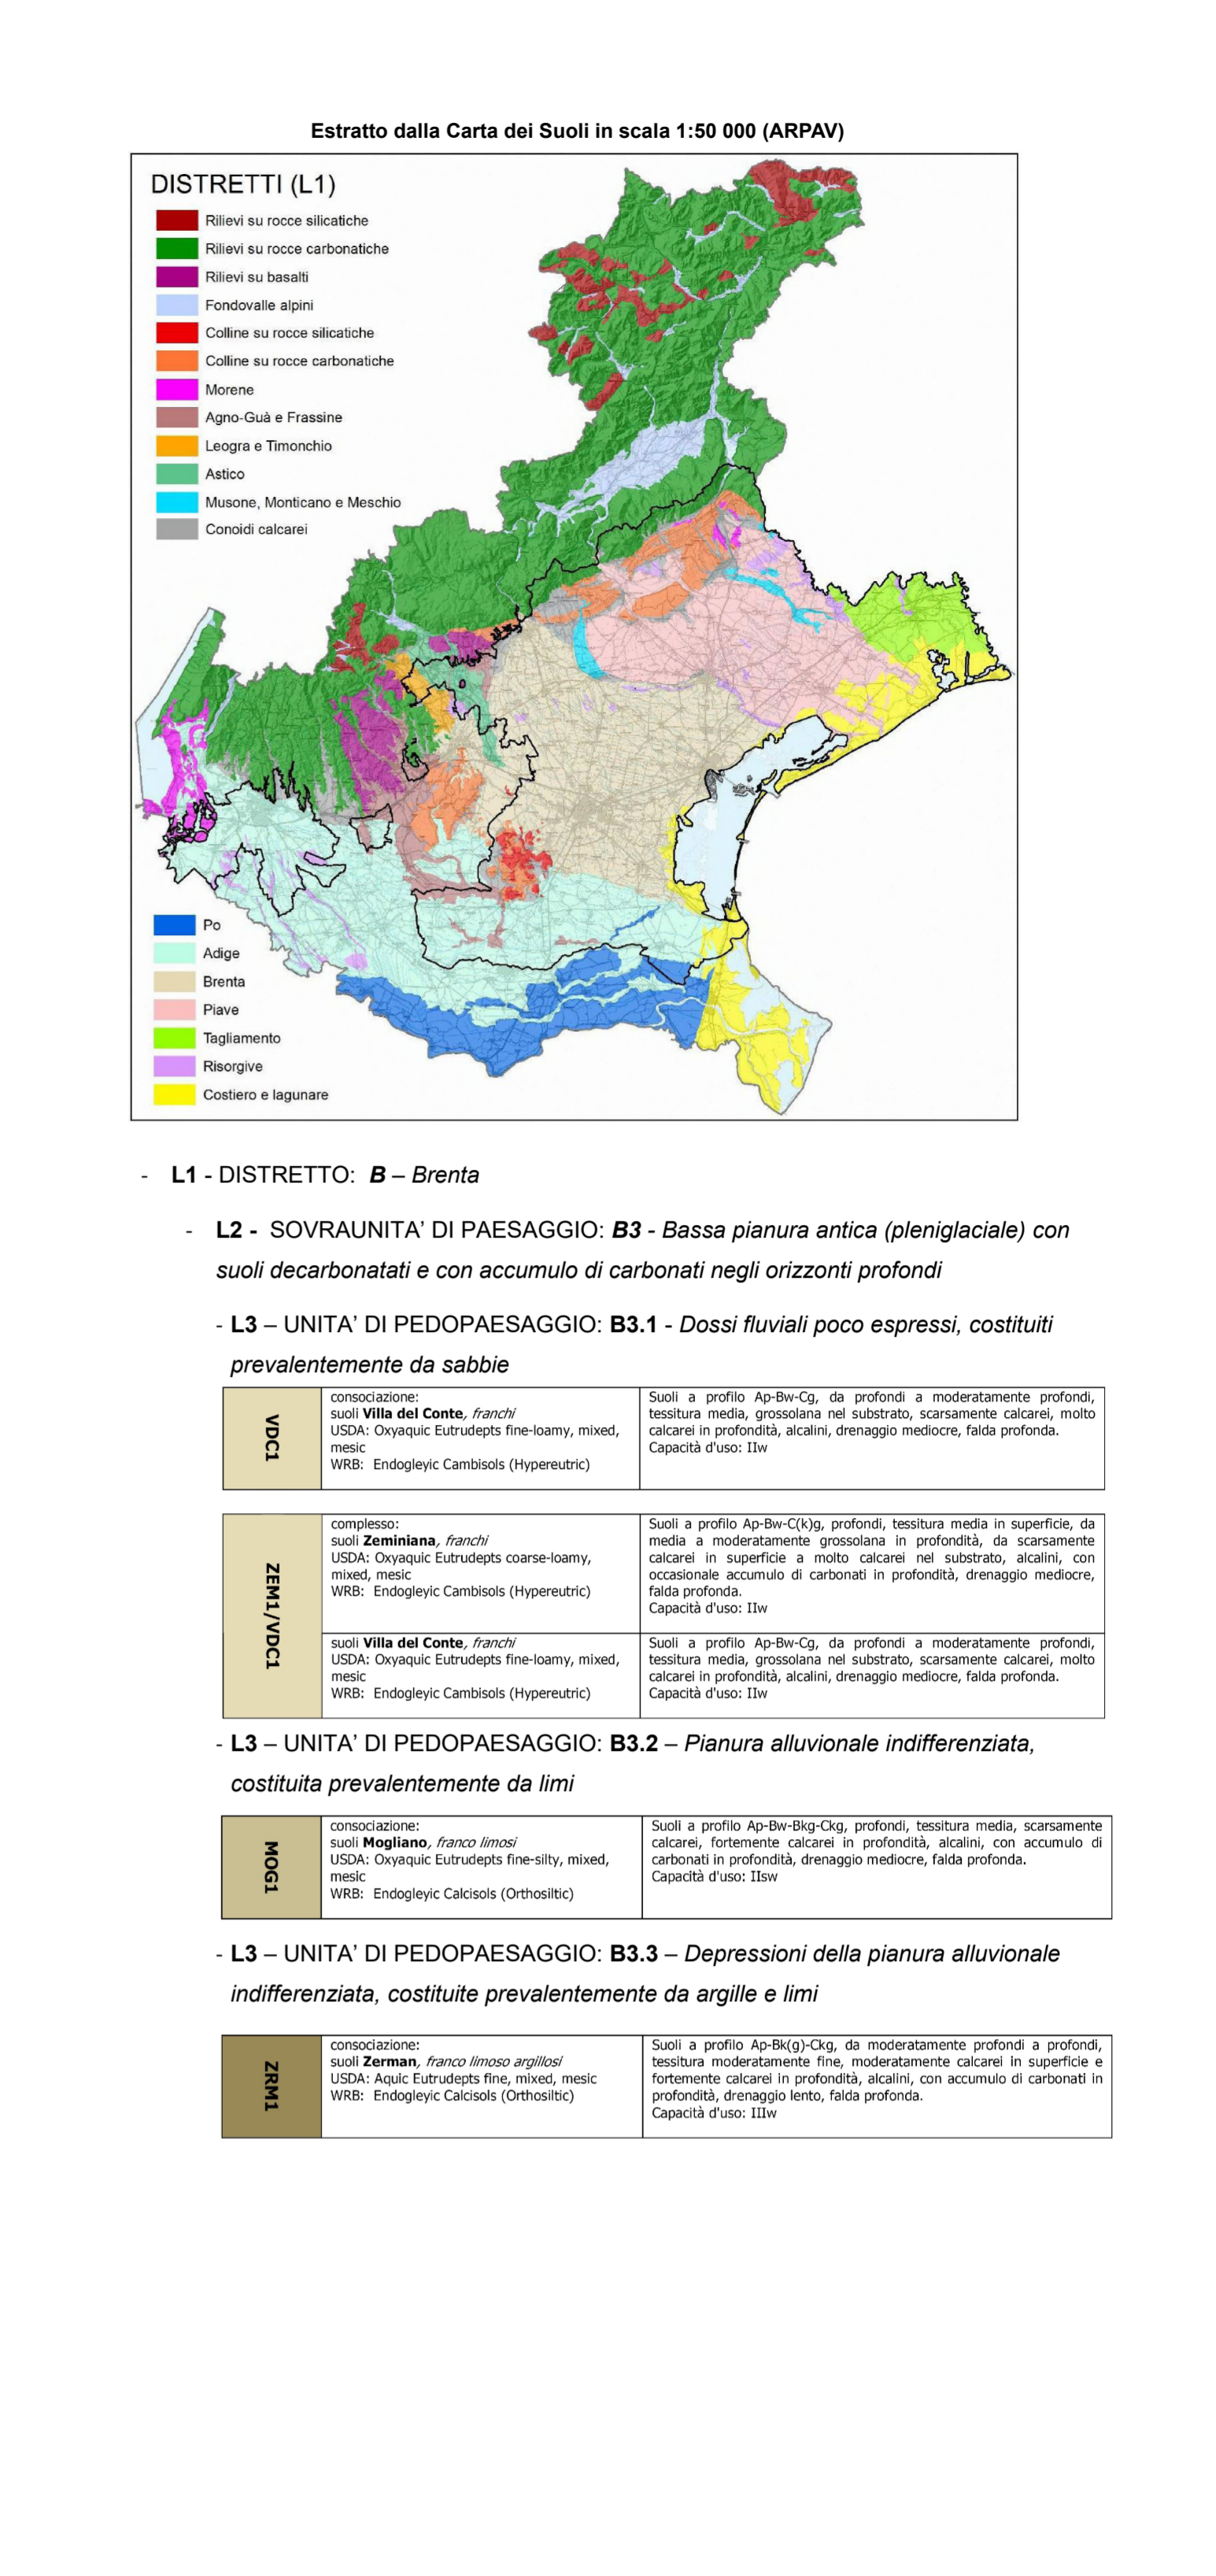 Estratto dalla Carta dei Suoli in scala 1:50 000 (ARPAV)
DISTRETTI (L1)
Rilievi su rocce silicatiche
Rilievi su rocce carbonatiche
Rilievi su basalti
Fondovalle alpini
Colline su rocce silicatiche
Colline su rocce carbonatiche
Morene
Agno-Guà e Frassine
Leogra e Timonchio
Astico
Musone, Monticano e Meschio
Conoidi calcarei
Po
Adige
Brenta
Piave
Tagliamento
Risorgive
Costiero e lagunare
- L1 - DISTRETTO: B – Brenta
- L2 - SOVRAUNITA' DI PAESAGGIO: B3 - Bassa pianura antica (pleniglaciale) con
suoli decarbonatati e con accumulo di carbonati negli orizzonti profondi
- L3 – UNITA' DI PEDOPAESAGGIO: B3.1 - Dossi fluviali poco espressi, costituiti
prevalentemente da sabbie
VDC1
consociazione:
suoli Villa del Conte, franchi
USDA: Oxyaquic Eutrudepts fine-loamy, mixed,
mesic
WRB: Endogleyic Cambisols (Hypereutric)
Suoli a profilo Ap-Bw-Cg, da profondi a moderatamente profondi,
tessitura media, grossolana nel substrato, scarsamente calcarei, molto
calcarei in profondità, alcalini, drenaggio mediocre, falda profonda.
Capacità d'uso: IIw
ZEM1/VDC1
complesso:
suoli Zeminiana, franchi
USDA: Oxyaquic Eutrudepts coarse-loamy,
mixed, mesic
WRB: Endogleyic Cambisols (Hypereutric)
Suoli a profilo Ap-Bw-C(k)g, profondi, tessitura media in superficie, da
media a moderatamente grossolana in profondità, da scarsamente
calcarei in superficie a molto calcarei nel substrato, alcalini, con
occasionale accumulo di carbonati in profondità, drenaggio mediocre,
falda profonda.
Capacità d'uso: IIw
suoli Villa del Conte, franchi
USDA: Oxyaquic Eutrudepts fine-loamy, mixed,
mesic
WRB: Endogleyic Cambisols (Hypereutric)
Suoli a profilo Ap-Bw-Cg, da profondi a moderatamente profondi,
tessitura media, grossolana nel substrato, scarsamente calcarei, molto
calcarei in profondità, alcalini, drenaggio mediocre, falda profonda.
Capacità d'uso: IIw
- L3 – UNITA' DI PEDOPAESAGGIO: B3.2 – Pianura alluvionale indifferenziata,
costituita prevalentemente da limi
MOG1
consociazione:
suoli Mogliano, franco limosi
USDA: Oxyaquic Eutrudepts fine-silty, mixed,
mesic
WRB: Endogleyic Calcisols (Orthosiltic)
Suoli a profilo Ap-Bw-Bkg-Ckg, profondi, tessitura media, scarsamente
calcarei, fortemente calcarei in profondità, alcalini, con accumulo di
carbonati in profondità, drenaggio mediocre, falda profonda.
Capacità d'uso: IIsw
- L3 – UNITA' DI PEDOPAESAGGIO: B3.3 – Depressioni della pianura alluvionale
indifferenziata, costituite prevalentemente da argille e limi
ZRM1
consociazione:
suoli Zerman, franco limoso argillosi
USDA: Aquic Eutrudepts fine, mixed, mesic
WRB: Endogleyic Calcisols (Orthosiltic)
Suoli a profilo Ap-Bk(g)-Ckg, da moderatamente profondi a profondi,
tessitura moderatamente fine, moderatamente calcarei in superficie e
fortemente calcarei in profondità, alcalini, con accumulo di carbonati in
profondità, drenaggio lento, falda profonda.
Capacità d'uso: IIIw